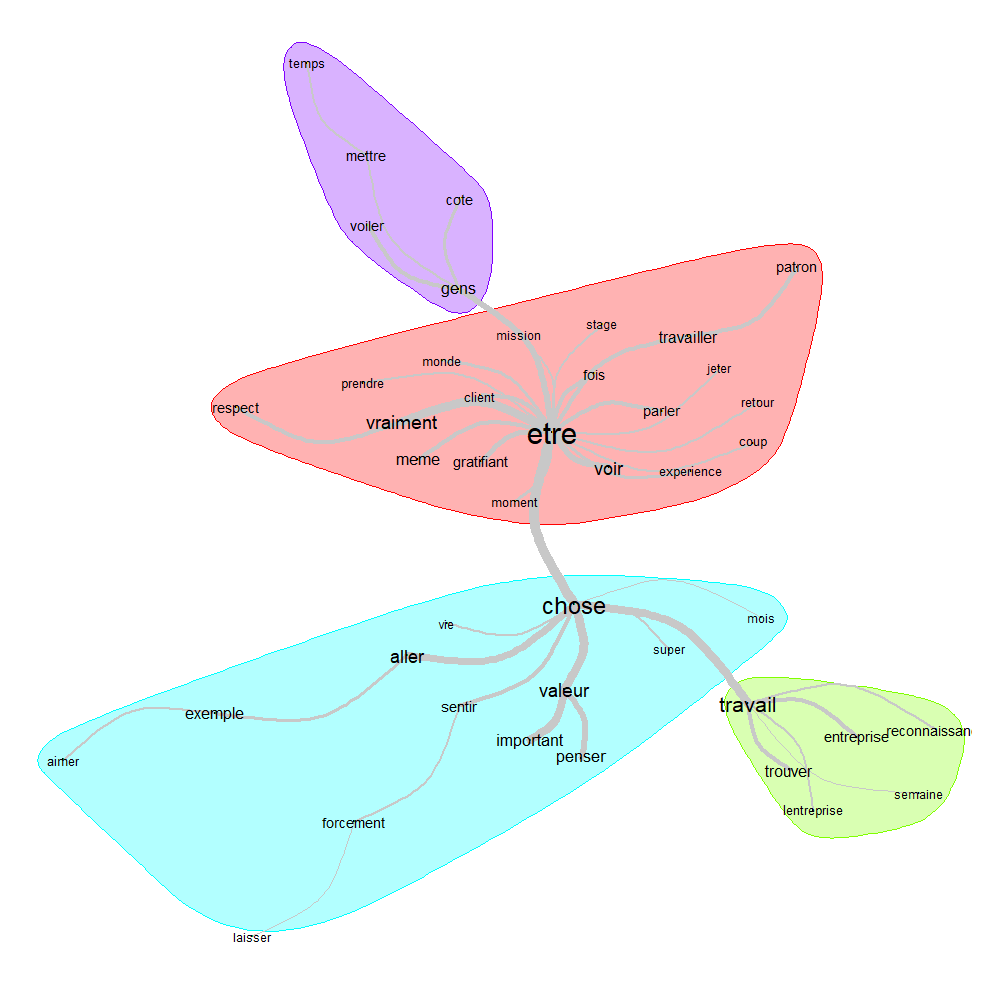 temps
mettre
cote
voiler
gens
patron
mission
stage
travailler
monde
jeter
fois
prendre
client
retour
respect
parler
vraiment
etre
coup
meme
gratifiant
voir
experience
moment
chose
vie
mois
super
aller
valeur
travail
sentir
exemple
reconnaissan
entreprise
important
penser
aimer
trouver
semaine
lentreprise
forcement
laisser